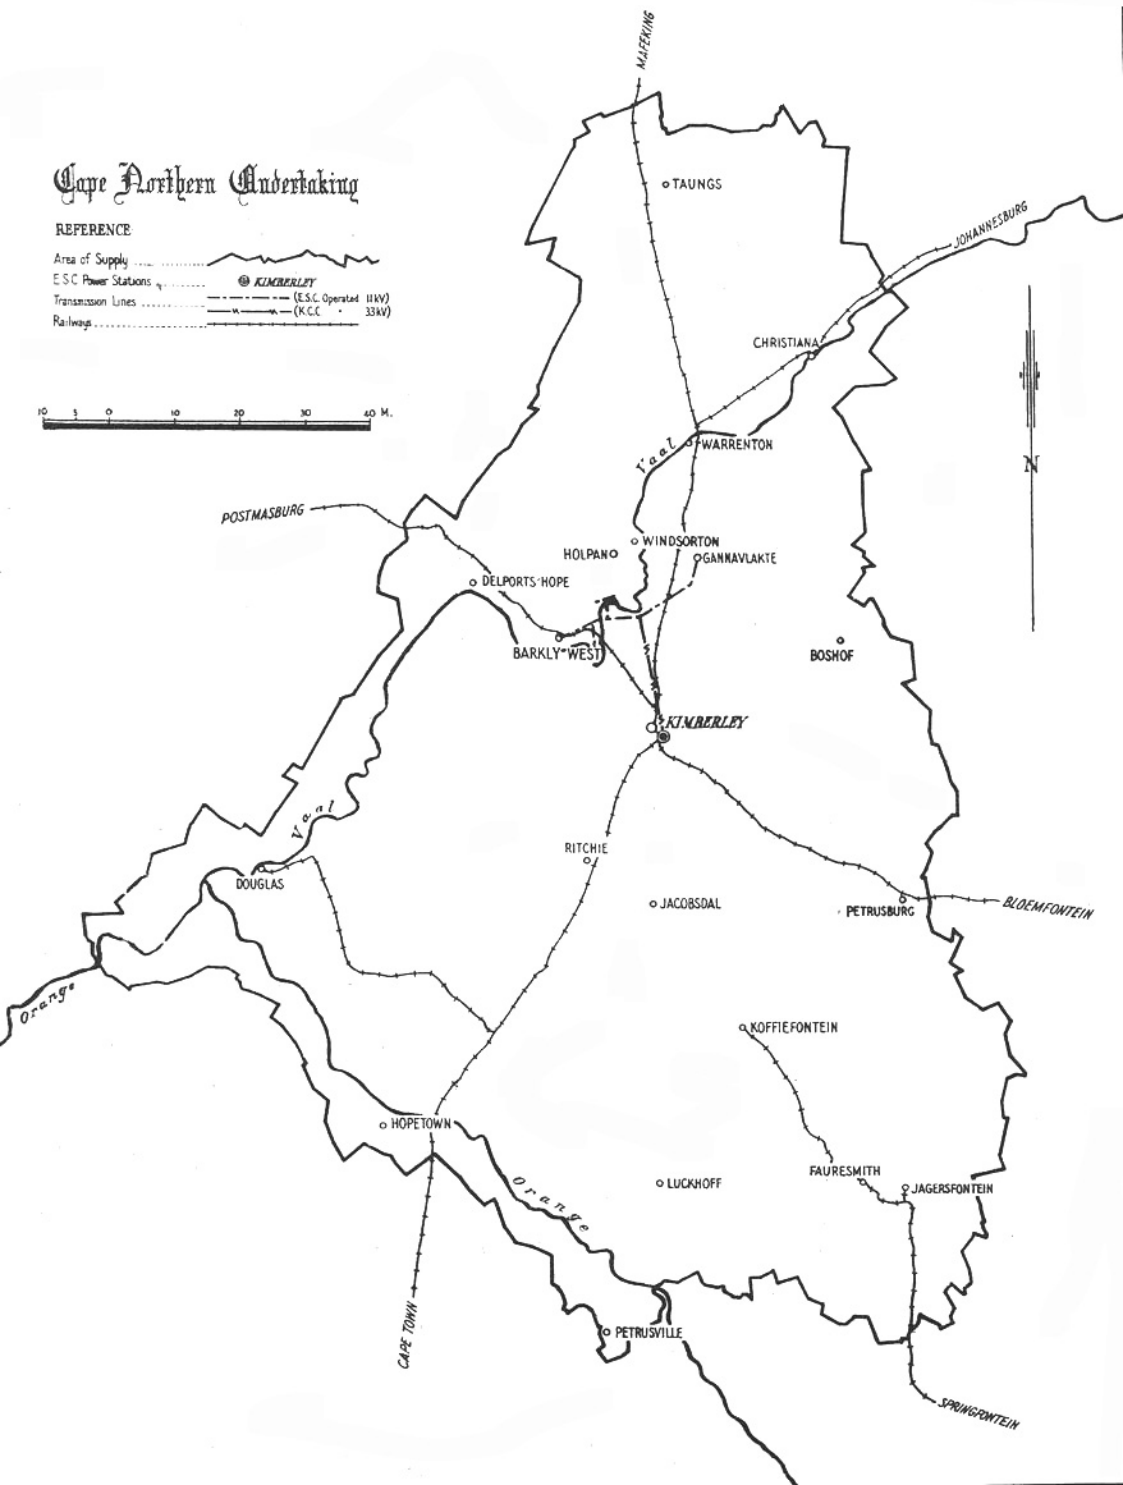 MAFEKING
Cape Northern Undertaking
TAUNGS
REFERENCE
JOHANNESBURG
Area of Supply
E S C Power Stations KIMBERLEY
Transmission Lines (E.S.C. Operated 11kV)
(K.C.C. " 33kV)
Railways
CHRISTIANA
10 5 0 10 20 30 40 M.
WARRENTON
Vaal
N
POSTMASBURG
WINDSORTON
HOLPAN
GANNAVLAKTE
DELPORTS HOPE
BARKLY-WEST
BOSHOF
KIMBERLEY
Vaal
RITCHIE
DOUGLAS
JACOBSDAL
PETRUSBURG
BLOEMFONTEIN
Orange
KOFFIEFONTEIN
HOPETOWN
FAURESMITH
LUCKHOFF
JAGERSFONTEIN
Orange
CAPE TOWN
PETRUSVILLE
SPRINGFONTEIN